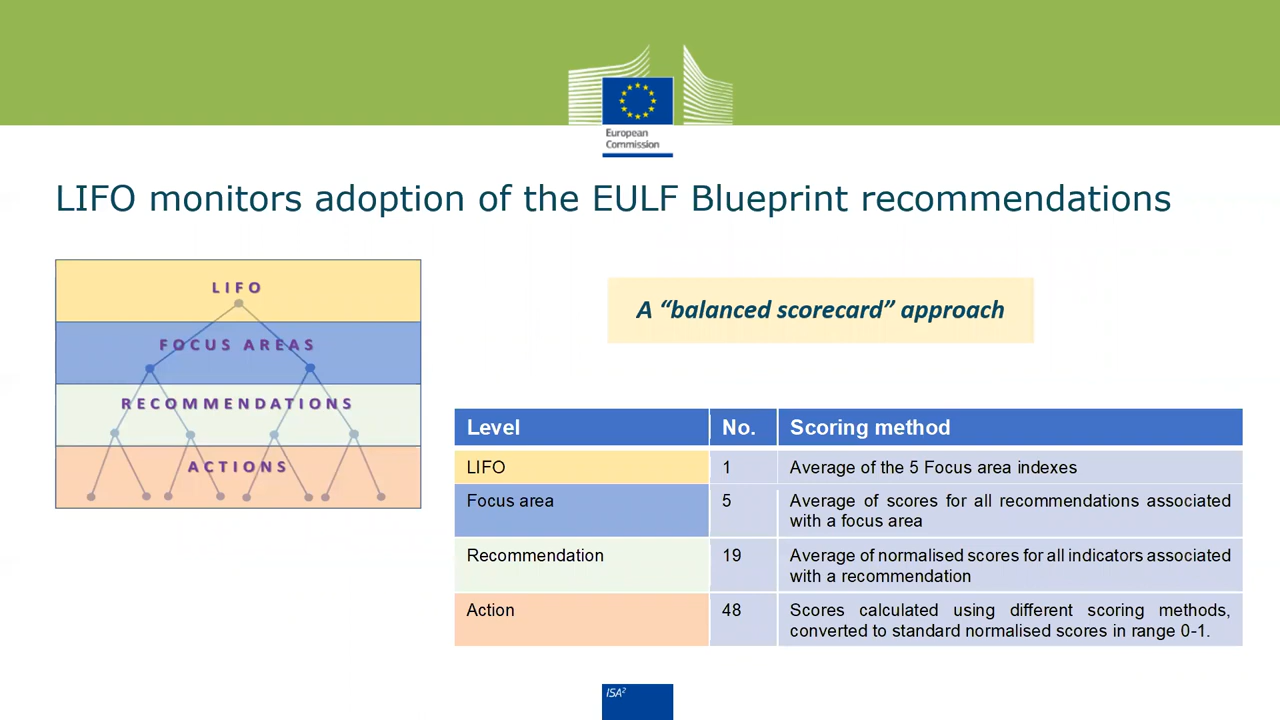 European
Commission
LIFO monitors adoption of the EULF Blueprint recommendations
LIFO
FOCUS AREAS
RECOMMENDATIONS
ACTIONS
A “balanced scorecard” approach
Level No. Scoring method
LIFO 1 Average of the 5 Focus area indexes
Focus area 5 Average of scores for all recommendations associated
with a focus area
Recommendation 19 Average of normalised scores for all indicators associated
with a recommendation
Action 48 Scores calculated using different scoring methods,
converted to standard normalised scores in range 0-1.
ISA²